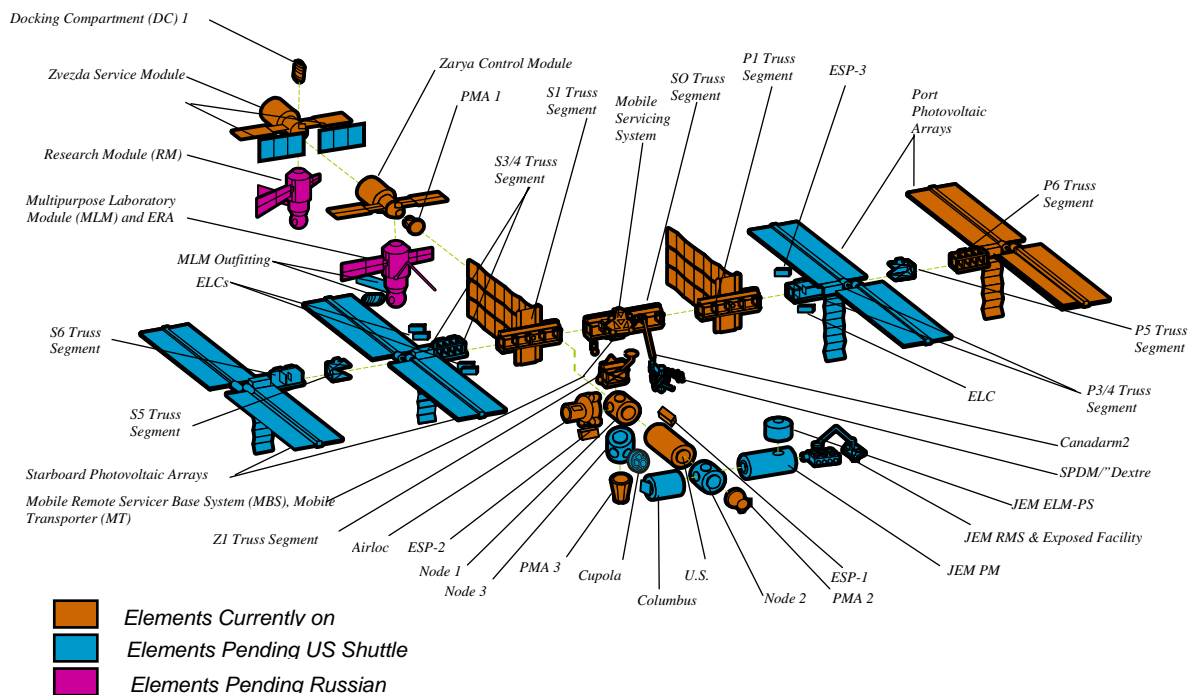 Docking Compartment (DC) 1
Zvezda Service Module
Zarya Control Module
PMA 1
S1 Truss
Segment
Mobile
Servicing
System
SO Truss
Segment
P1 Truss
Segment
ESP-3
Port
Photovoltaic
Arrays
Research Module (RM)
S3/4 Truss
Segment
P6 Truss
Segment
Multipurpose Laboratory
Module (MLM) and ERA
MLM Outfitting
ELCs
S6 Truss
Segment
P5 Truss
Segment
S5 Truss
Segment
ELC
P3/4 Truss
Segment
Canadarm2
Starboard Photovoltaic Arrays
SPDM/"Dextre
Mobile Remote Servicer Base System (MBS), Mobile
Transporter (MT)
JEM ELM-PS
Z1 Truss Segment
Airloc
ESP-2
Node 1
Node 3
PMA 3
Cupola
Columbus
U.S.
Node 2
ESP-1
PMA 2
JEM RMS & Exposed Facility
JEM PM
Elements Currently on
Elements Pending US Shuttle
Elements Pending Russian